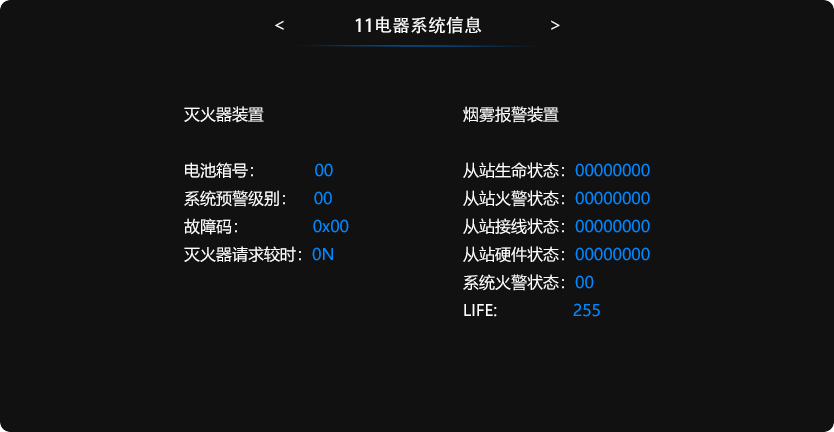 < 11电器系统信息 >
灭火器装置
电池箱号： 00
系统预警级别： 00
故障码： 0x00
灭火器请求较时：0N
烟雾报警装置
从站生命状态：00000000
从站火警状态：00000000
从站接线状态：00000000
从站硬件状态：00000000
系统火警状态：00
LIFE: 255